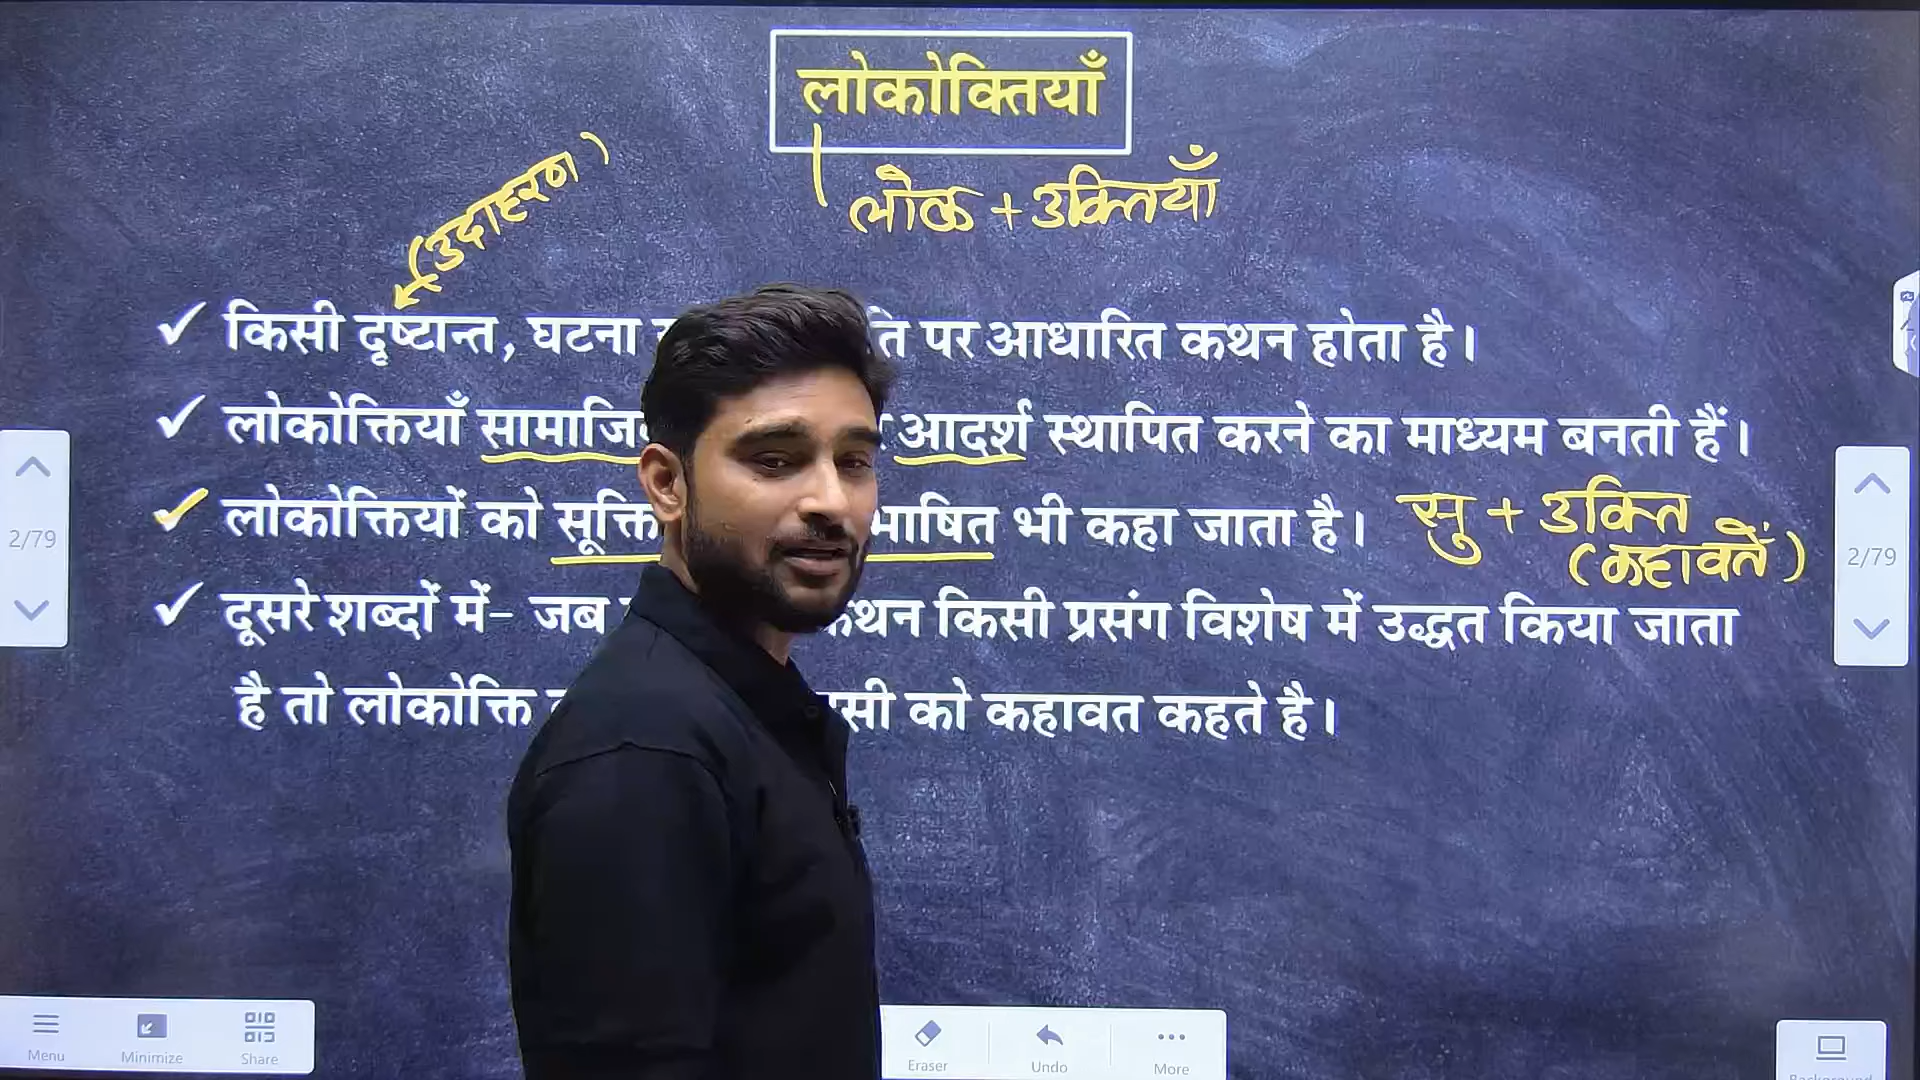 लोकोक्तियाँ
लोक + उक्तियाँ
(उदाहरण)
✓ किसी दृष्टान्त, घटना पर आधारित कथन होता है।
✓ लोकोक्तियाँ आदर्श स्थापित करने का माध्यम बनती हैं।
✓ लोकोक्तियों को भी कहा जाता है। सु + उक्ति
(कहावतें)
✓ दूसरे शब्दों में- जब कथन किसी प्रसंग विशेष में उद्धत किया जाता
है तो लोकोक्ति को कहावत कहते है।
2/79
2/79
Menu
Minimize
Share
Eraser
Undo
More